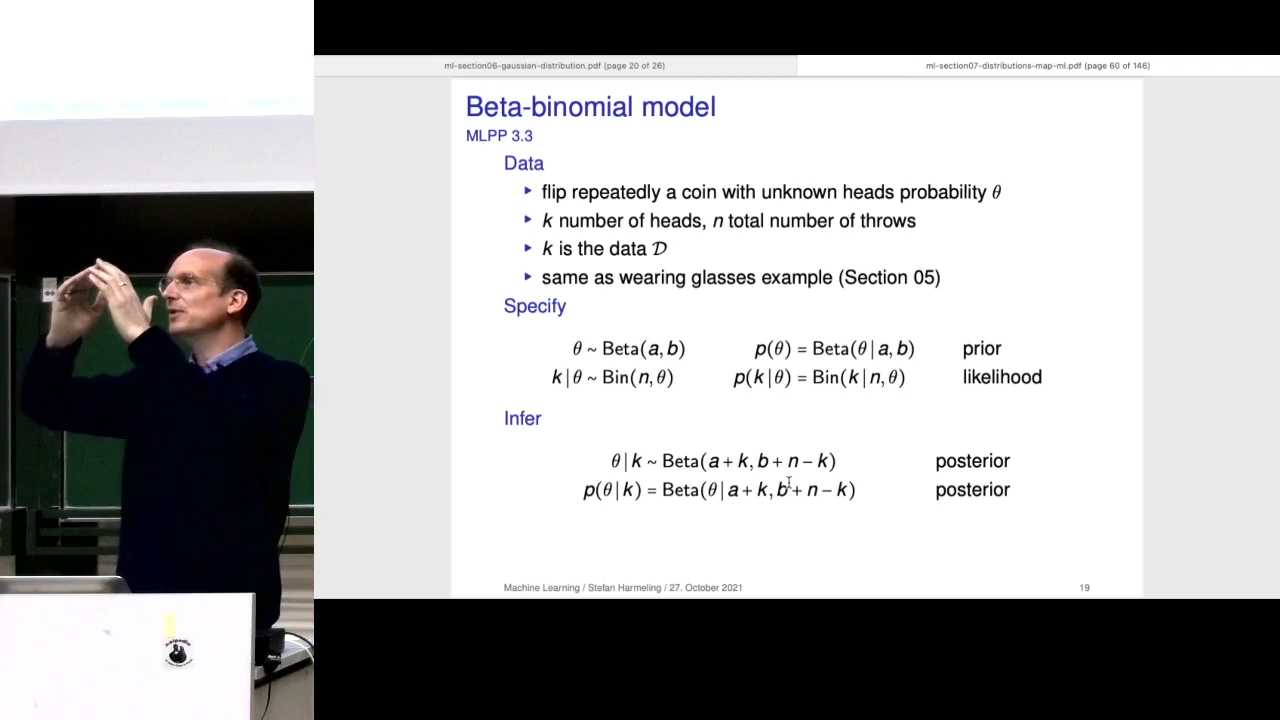 ml-section06-gaussian-distribution.pdf (page 20 of 26)
ml-section07-distributions-map-ml.pdf (page 60 of 146)
Beta-binomial model
MLPP 3.3
Data
▸ flip repeatedly a coin with unknown heads probability θ
▸ k number of heads, n total number of throws
▸ k is the data 𝒟
▸ same as wearing glasses example (Section 05)
Specify
θ ~ Beta(a, b) p(θ) = Beta(θ | a, b) prior
k | θ ~ Bin(n, θ) p(k | θ) = Bin(k | n, θ) likelihood
Infer
θ | k ~ Beta(a + k, b + n − k) posterior
p(θ | k) = Beta(θ | a + k, b + n − k) posterior
Machine Learning / Stefan Harmeling / 27. October 2021 19